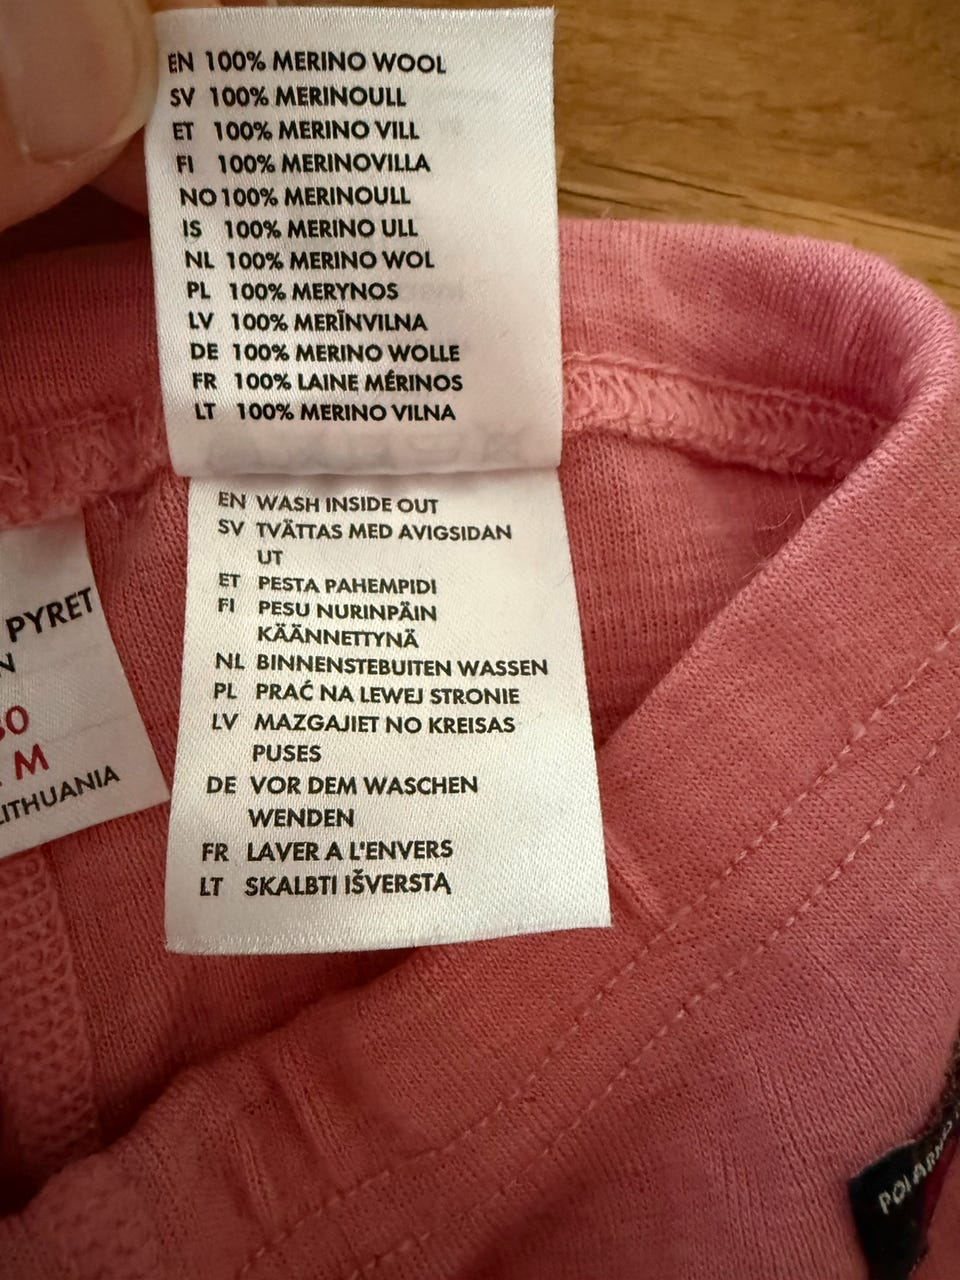 EN 100% MERINO WOOL
SV 100% MERINOULL
ET 100% MERINO VILL
FI 100% MERINOVILLA
NO 100% MERINOULL
IS 100% MERINO ULL
NL 100% MERINO WOL
PL 100% MERYNOS
LV 100% MERĪNVILNA
DE 100% MERINO WOLLE
FR 100% LAINE MÉRINOS
LT 100% MERINO VILNA
EN WASH INSIDE OUT
SV TVÄTTAS MED AVIGSIDAN
UT
ET PESTA PAHEMPIDI
FI PESU NURINPÄIN
KÄÄNNETTYNÄ
NL BINNENSTEBUITEN WASSEN
PL PRAĆ NA LEWEJ STRONIE
LV MAZGAJIET NO KREISAS
PUSES
DE VOR DEM WASCHEN
WENDEN
FR LAVER A L'ENVERS
LT SKALBTI IŠVERSTĄ
PYRET
M
LITHUANIA